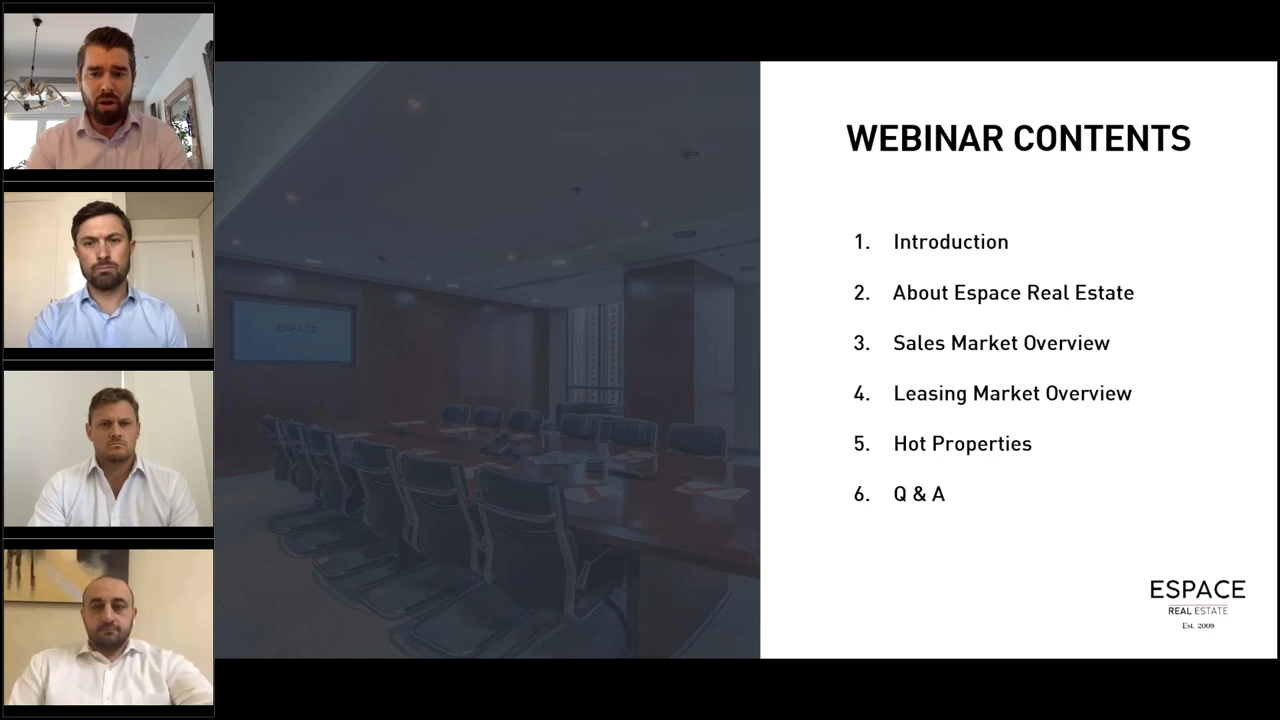 WEBINAR CONTENTS
1. Introduction
2. About Espace Real Estate
3. Sales Market Overview
4. Leasing Market Overview
5. Hot Properties
6. Q & A
ESPACE
ESPACE
REAL ESTATE
Est. 2009